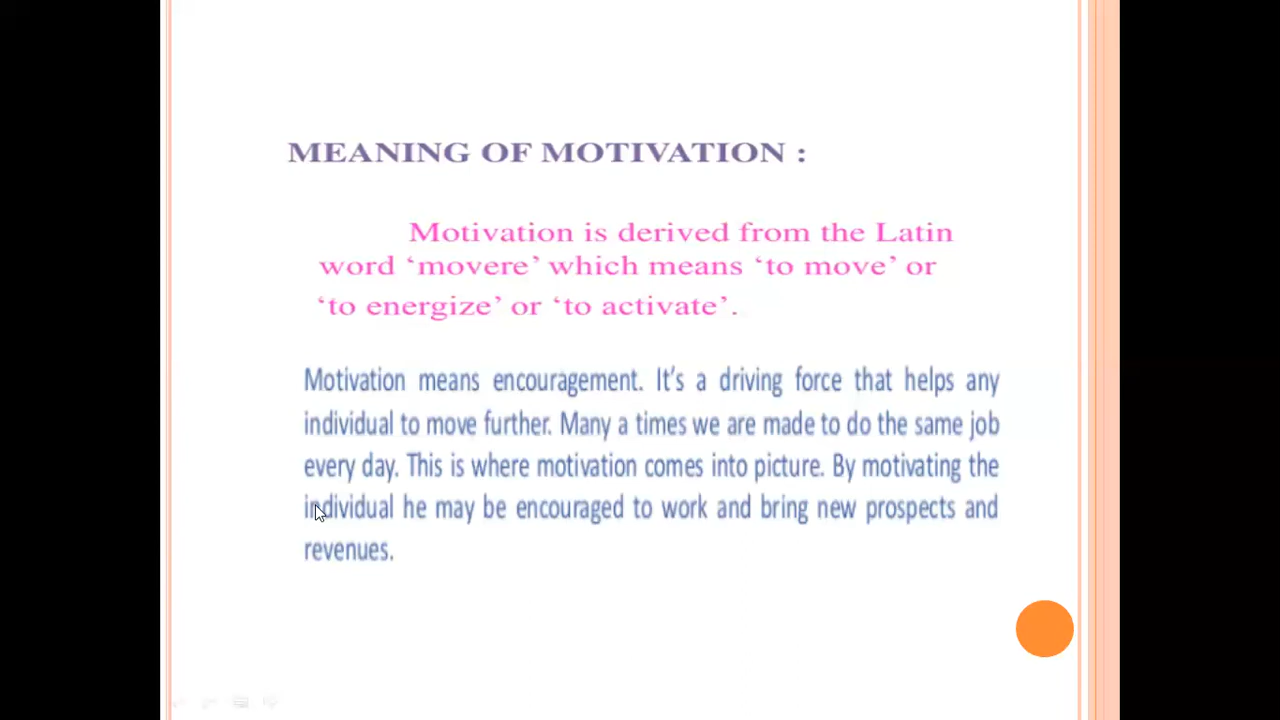 MEANING OF MOTIVATION :
Motivation is derived from the Latin
word ‘movere’ which means ‘to move’ or
‘to energize’ or ‘to activate’.
Motivation means encouragement. It’s a driving force that helps any
individual to move further. Many a times we are made to do the same job
every day. This is where motivation comes into picture. By motivating the
individual he may be encouraged to work and bring new prospects and
revenues.